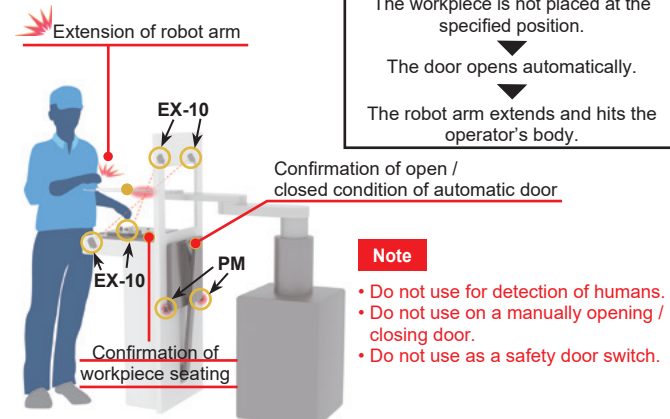 The workpiece is not placed at the
specified position.
The door opens automatically.
The robot arm extends and hits the
operator’s body.
Extension of robot arm
EX-10
Confirmation of open /
closed condition of automatic door
EX-10
PM
Confirmation of
workpiece seating
Note
• Do not use for detection of humans.
• Do not use on a manually opening /
closing door.
• Do not use as a safety door switch.